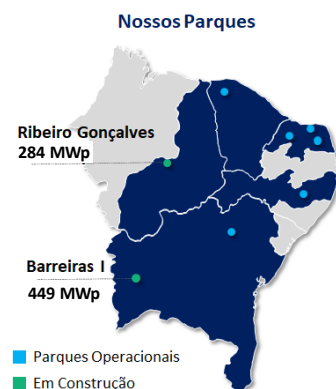 Nossos Parques
Ribeiro Gonçalves
284 MWp
Barreiras I
449 MWp
Parques Operacionais
Em Construção